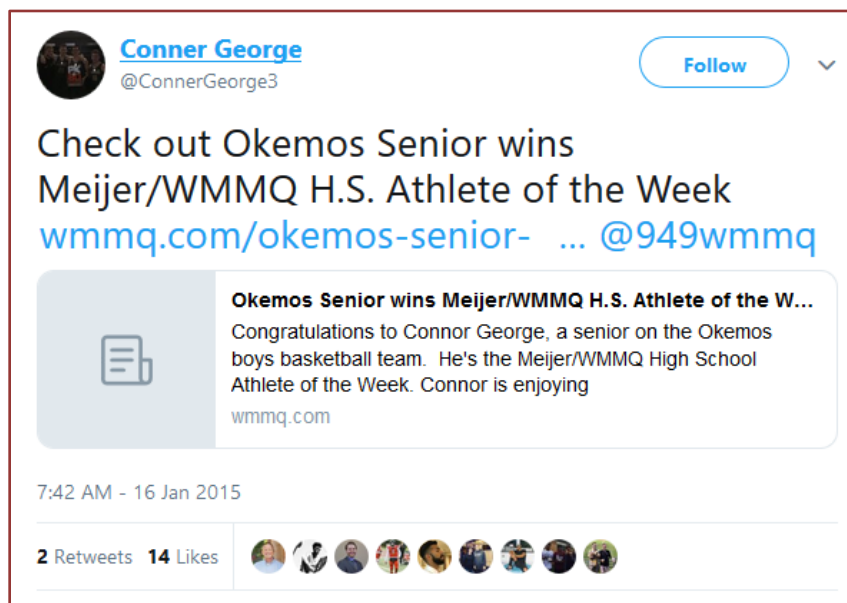 Conner George
@ConnerGeorge3
Follow
Check out Okemos Senior wins
Meijer/WMMQ H.S. Athlete of the Week
wmmq.com/okemos-senior- ... @949wmmq
Okemos Senior wins Meijer/WMMQ H.S. Athlete of the W...
Congratulations to Connor George, a senior on the Okemos
boys basketball team. He's the Meijer/WMMQ High School
Athlete of the Week. Connor is enjoying
wmmq.com
7:42 AM - 16 Jan 2015
2 Retweets 14 Likes